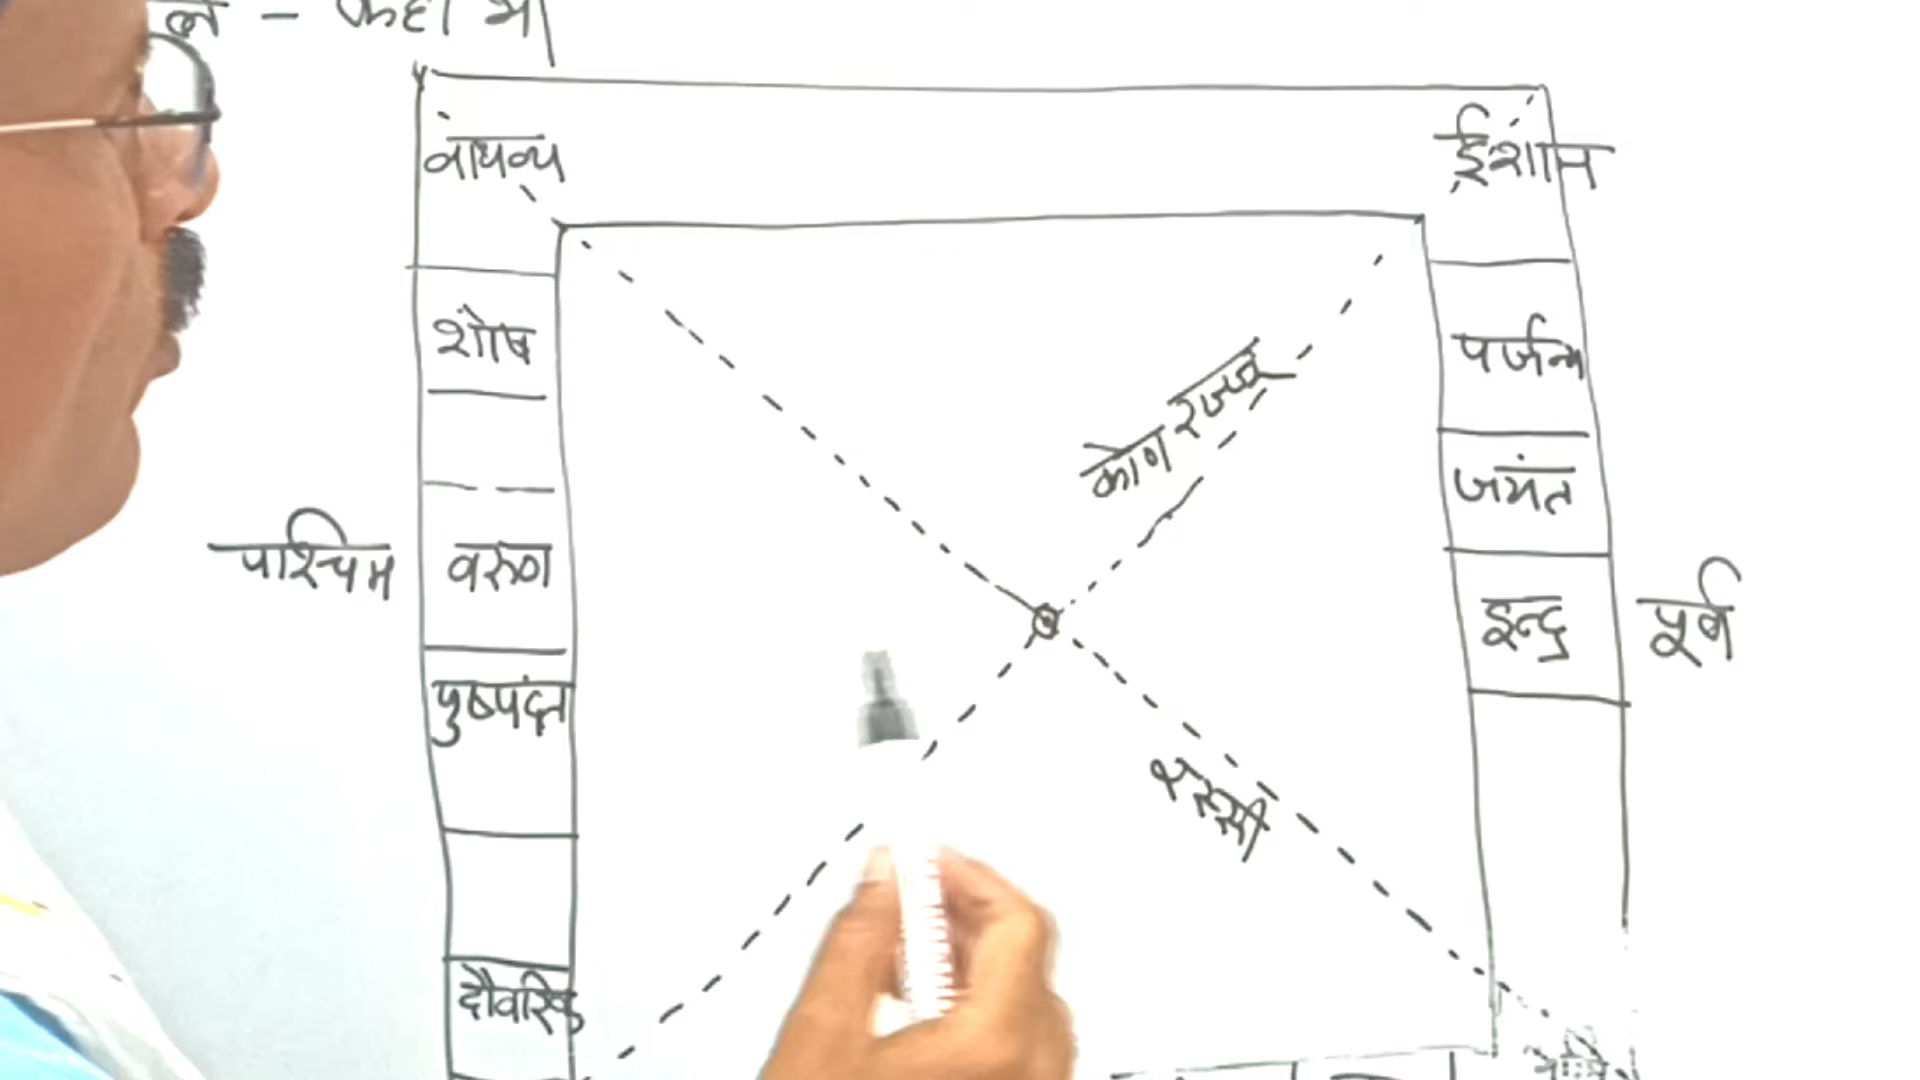 वायव्य
ईशान
शोष
पर्जन्य
जयंत
पश्चिम
वरुण
इन्द्र
पूर्व
कोण रज्जू
पुष्पदंत
दौवारिक